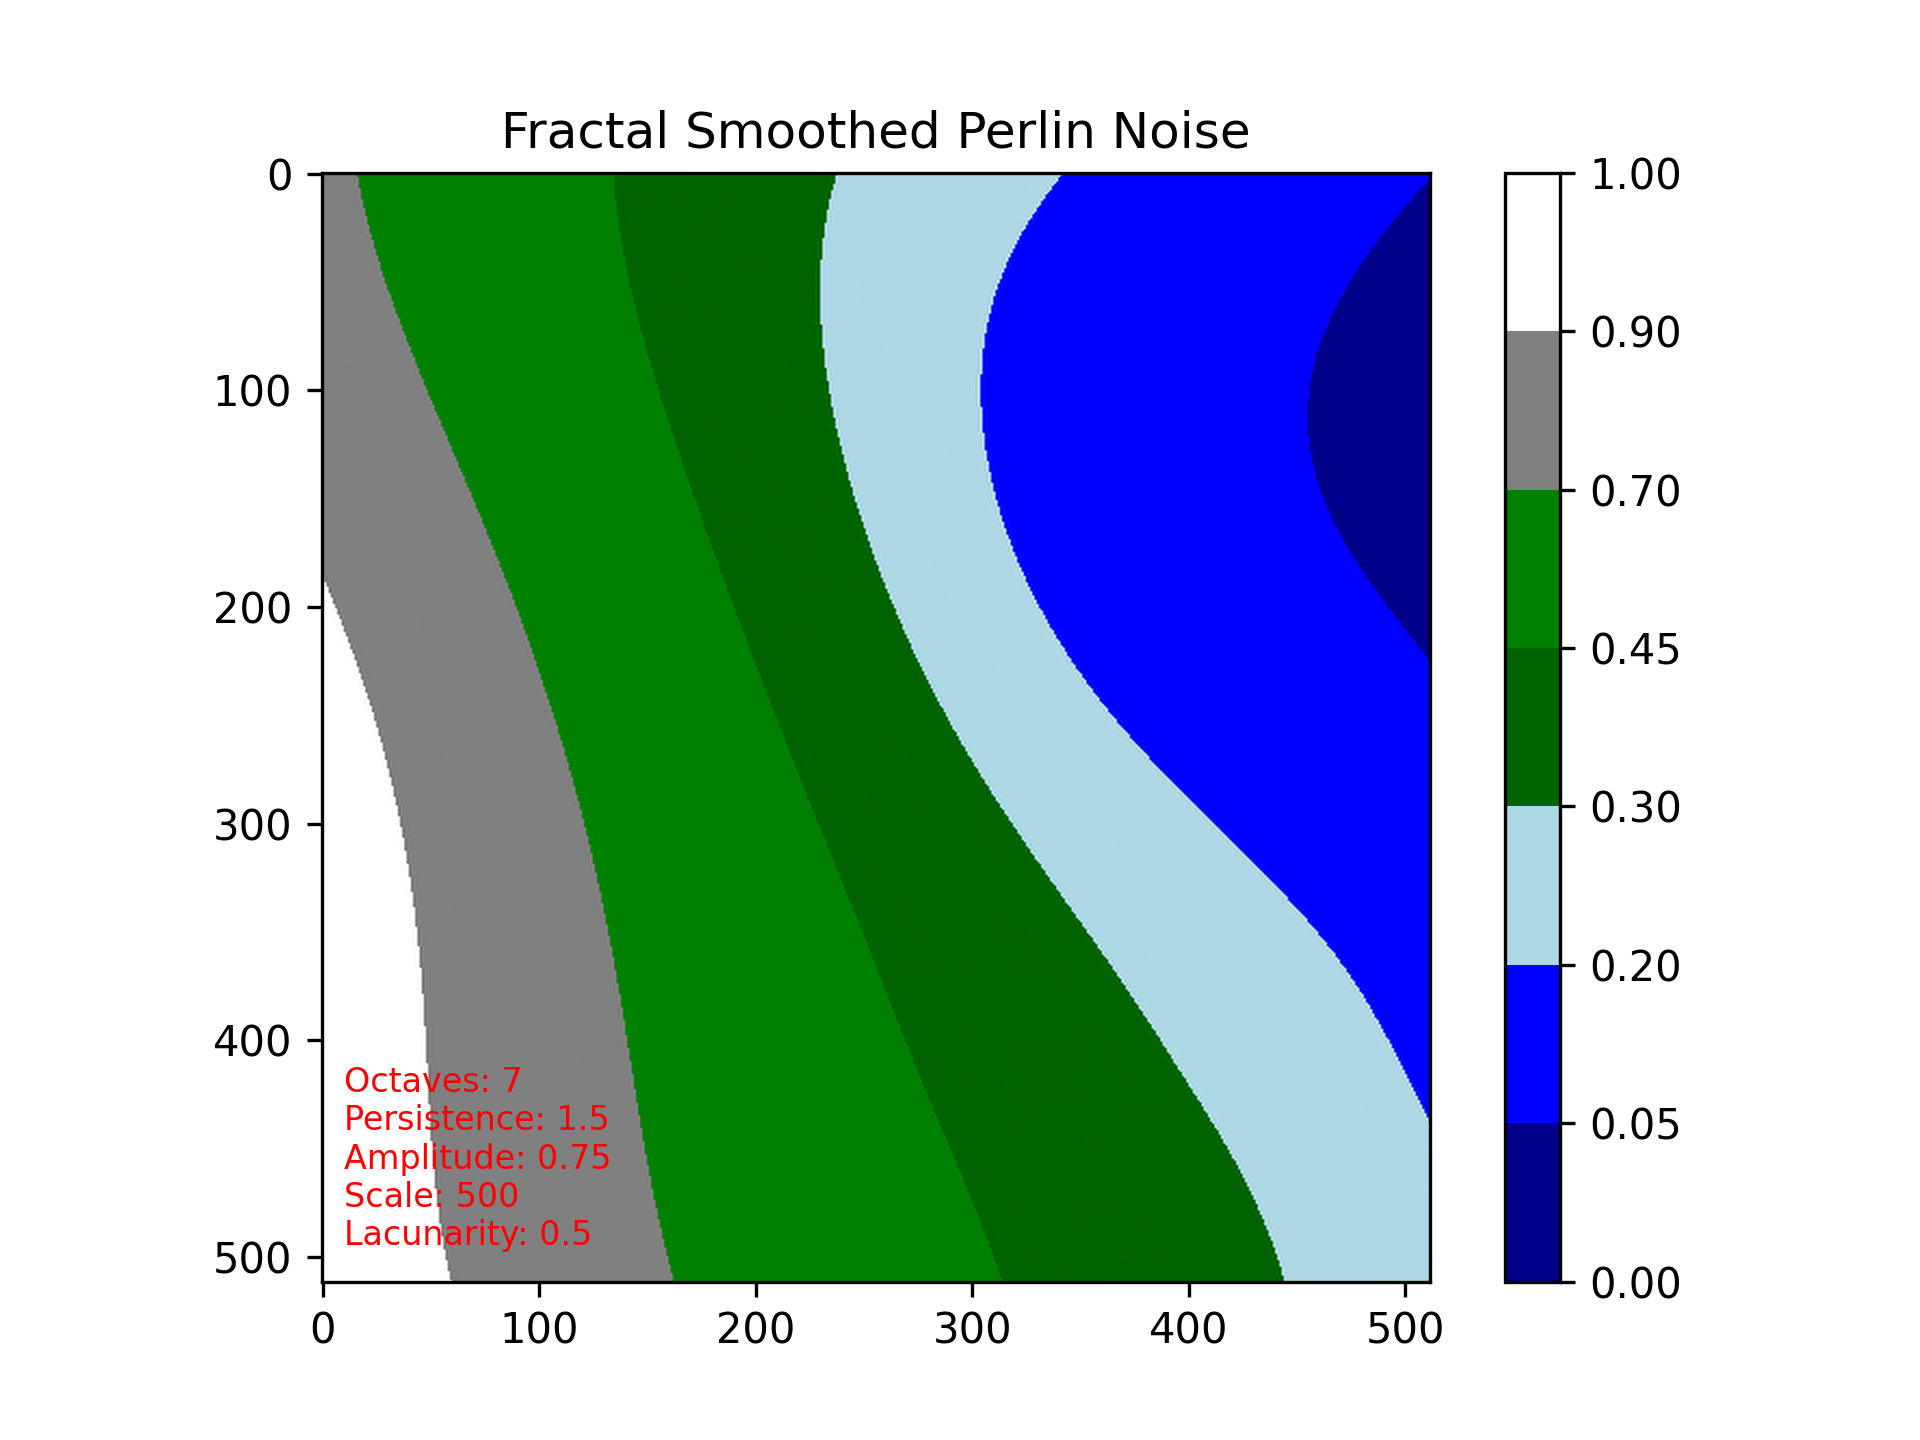 Fractal Smoothed Perlin Noise
0
100
200
300
400
500
Octaves: 7
Persistence: 1.5
Amplitude: 0.75
Scale: 500
Lacunarity: 0.5
0 100 200 300 400 500
1.00
0.90
0.70
0.45
0.30
0.20
0.05
0.00